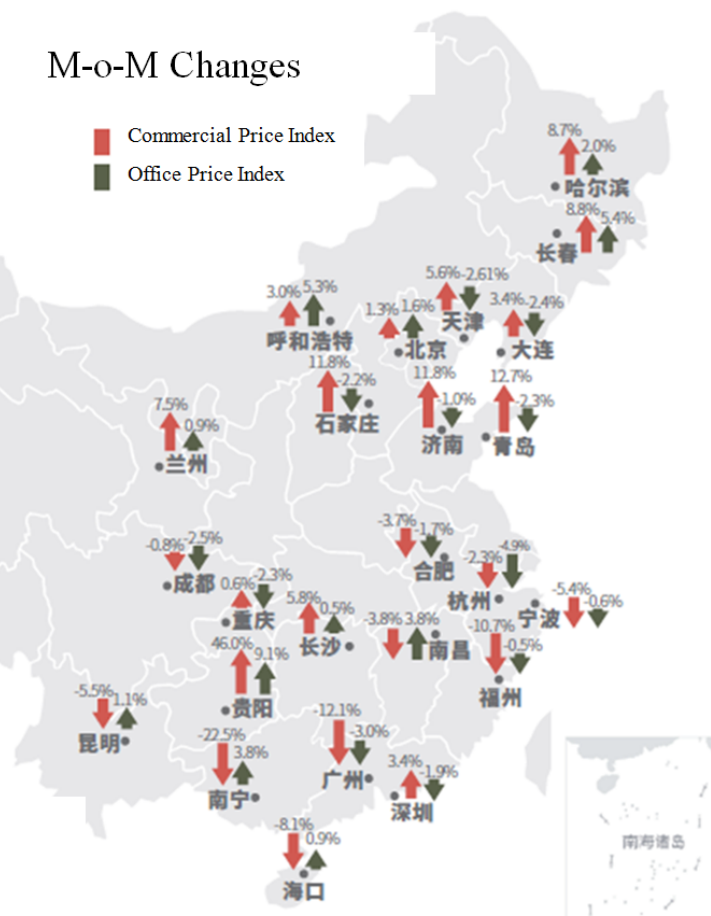 M-o-M Changes
Commercial Price Index
Office Price Index
8.7%
2.0%
哈尔滨
8.8%
5.4%
长春
5.6%
-2.61%
天津
3.0%
5.3%
呼和浩特
1.3%
1.6%
北京
3.4%
-2.4%
大连
11.8%
-2.2%
石家庄
11.8%
-1.0%
济南
12.7%
-2.3%
青岛
7.5%
0.9%
兰州
-3.7%
-1.7%
合肥
-0.8%
-2.5%
成都
-2.3%
-4.9%
杭州
0.6%
-2.3%
重庆
-5.4%
-0.6%
宁波
5.8%
0.5%
长沙
-3.8%
3.8%
南昌
-10.7%
-0.5%
福州
46.0%
9.1%
贵阳
-5.5%
1.1%
昆明
-12.1%
-3.0%
广州
-22.5%
3.8%
南宁
3.4%
-1.9%
深圳
-8.1%
0.9%
海口
南海诸岛